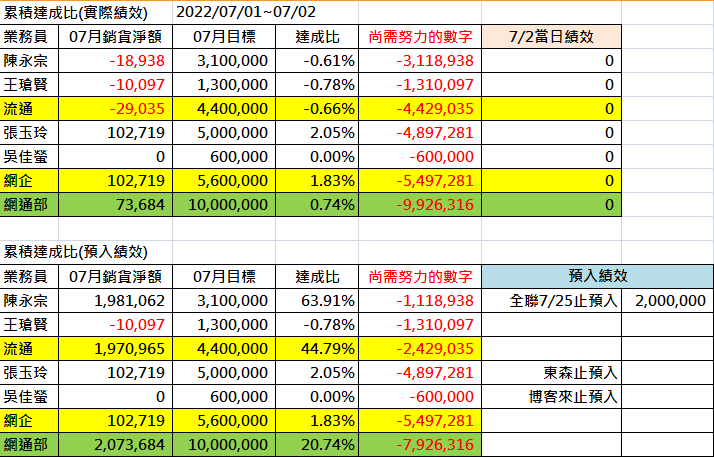 累積達成比(實際績效) 2022/07/01~07/02
業務員 07月銷貨淨額 07月目標 達成比 尚需努力的數字 7/2當日績效
陳永宗 -18,938 3,100,000 -0.61% -3,118,938 0
王瑲賢 -10,097 1,300,000 -0.78% -1,310,097 0
流通 -29,035 4,400,000 -0.66% -4,429,035 0
張玉玲 102,719 5,000,000 2.05% -4,897,281 0
吳佳螢 0 600,000 0.00% -600,000 0
網企 102,719 5,600,000 1.83% -5,497,281 0
網通部 73,684 10,000,000 0.74% -9,926,316 0
累積達成比(預入績效)
業務員 07月銷貨淨額 07月目標 達成比 尚需努力的數字 預入績效
陳永宗 1,981,062 3,100,000 63.91% -1,118,938 全聯7/25止預入 2,000,000
王瑲賢 -10,097 1,300,000 -0.78% -1,310,097
流通 1,970,965 4,400,000 44.79% -2,429,035
張玉玲 102,719 5,000,000 2.05% -4,897,281 東森止預入
吳佳螢 0 600,000 0.00% -600,000 博客來止預入
網企 102,719 5,600,000 1.83% -5,497,281
網通部 2,073,684 10,000,000 20.74% -7,926,316